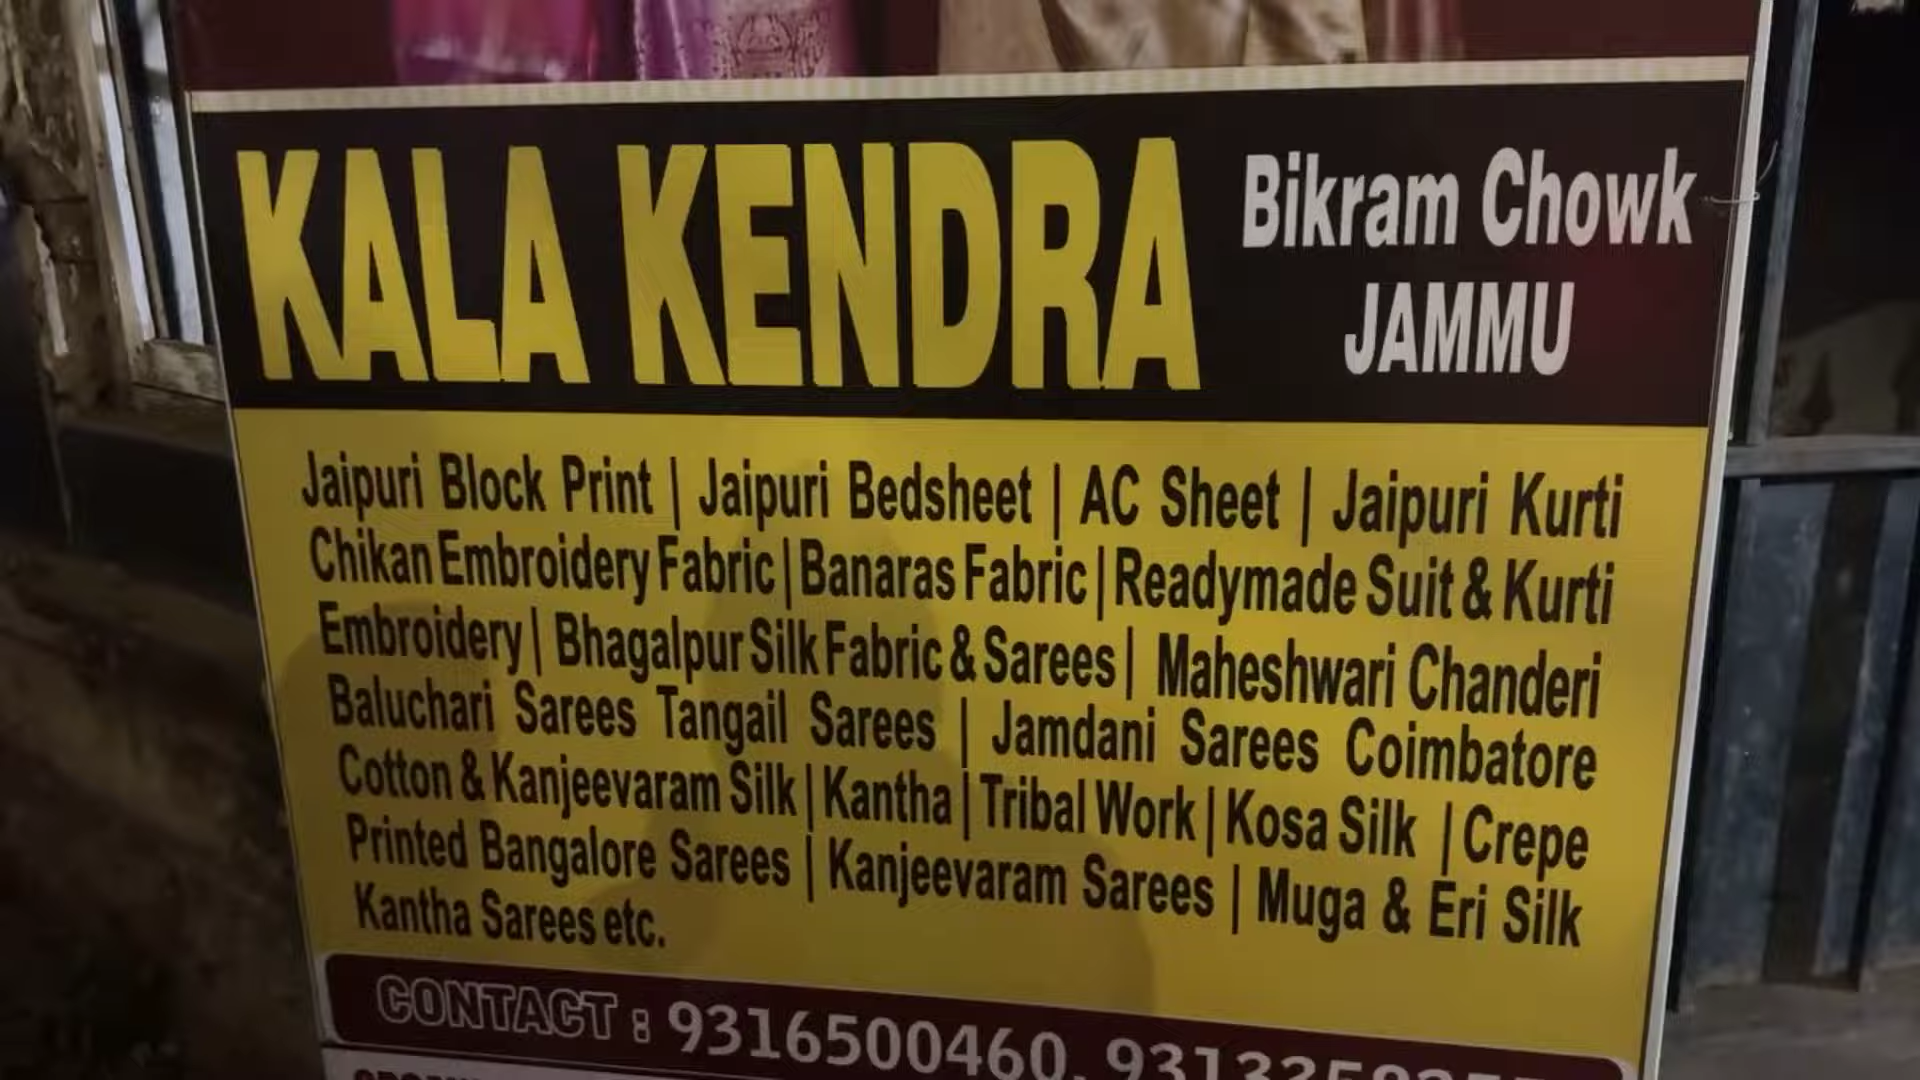 KALA KENDRA
Bikram Chowk
JAMMU
Jaipuri Block Print | Jaipuri Bedsheet | AC Sheet | Jaipuri Kurti
Chikan Embroidery Fabric | Banaras Fabric | Readymade Suit & Kurti
Embroidery | Bhagalpur Silk Fabric & Sarees | Maheshwari Chanderi
Baluchari Sarees Tangail Sarees | Jamdani Sarees Coimbatore
Cotton & Kanjeevaram Silk | Kantha | Tribal Work | Kosa Silk | Crepe
Printed Bangalore Sarees | Kanjeevaram Sarees | Muga & Eri Silk
Kantha Sarees etc.
CONTACT : 9316500460,